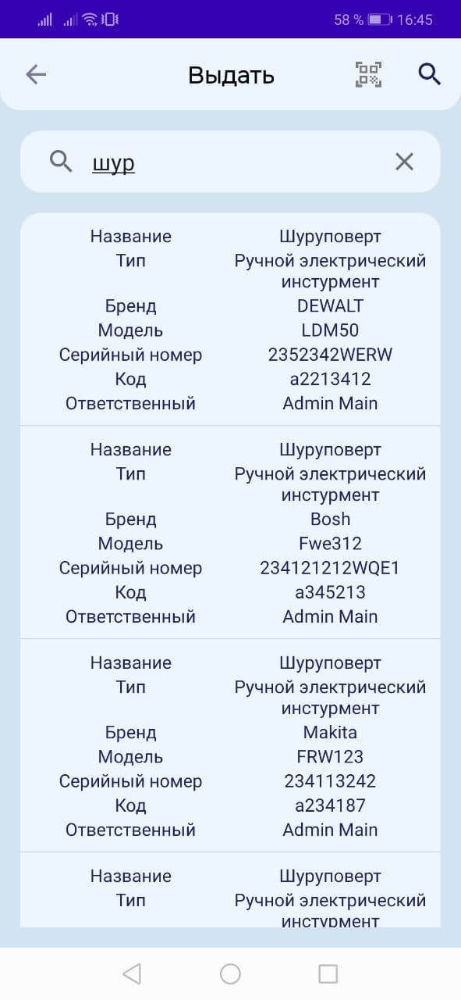 58 % 16:45
Выдать
шур
Название Шуруповерт
Тип Ручной электрический
инстурмент
Бренд DEWALT
Модель LDM50
Серийный номер 2352342WERW
Код a2213412
Ответственный Admin Main
Название Шуруповерт
Тип Ручной электрический
инстурмент
Бренд Bosh
Модель Fwe312
Серийный номер 234121212WQE1
Код a345213
Ответственный Admin Main
Название Шуруповерт
Тип Ручной электрический
инстурмент
Бренд Makita
Модель FRW123
Серийный номер 234113242
Код a234187
Ответственный Admin Main
Название Шуруповерт
Тип Ручной электрический
инстурмент